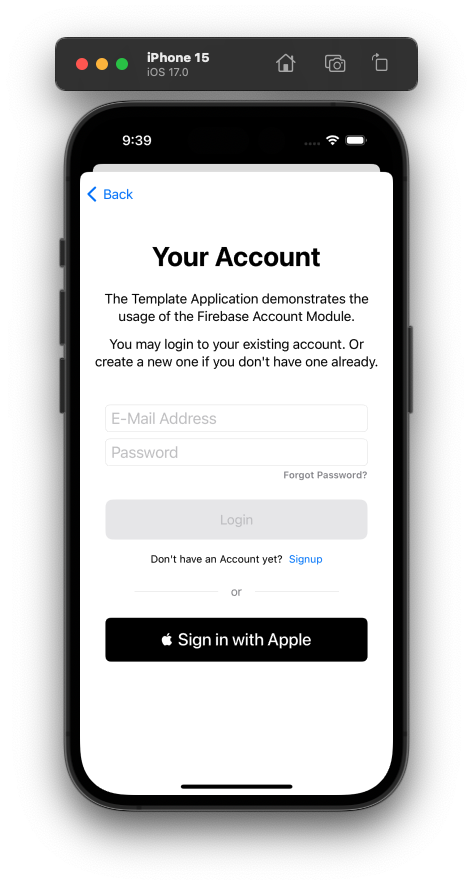 iPhone 15
iOS 17.0
9:39
Back
Your Account
The Template Application demonstrates the
usage of the Firebase Account Module.
You may login to your existing account. Or
create a new one if you don't have one already.
E-Mail Address
Password
Forgot Password?
Login
Don't have an Account yet? Signup
or
Sign in with Apple